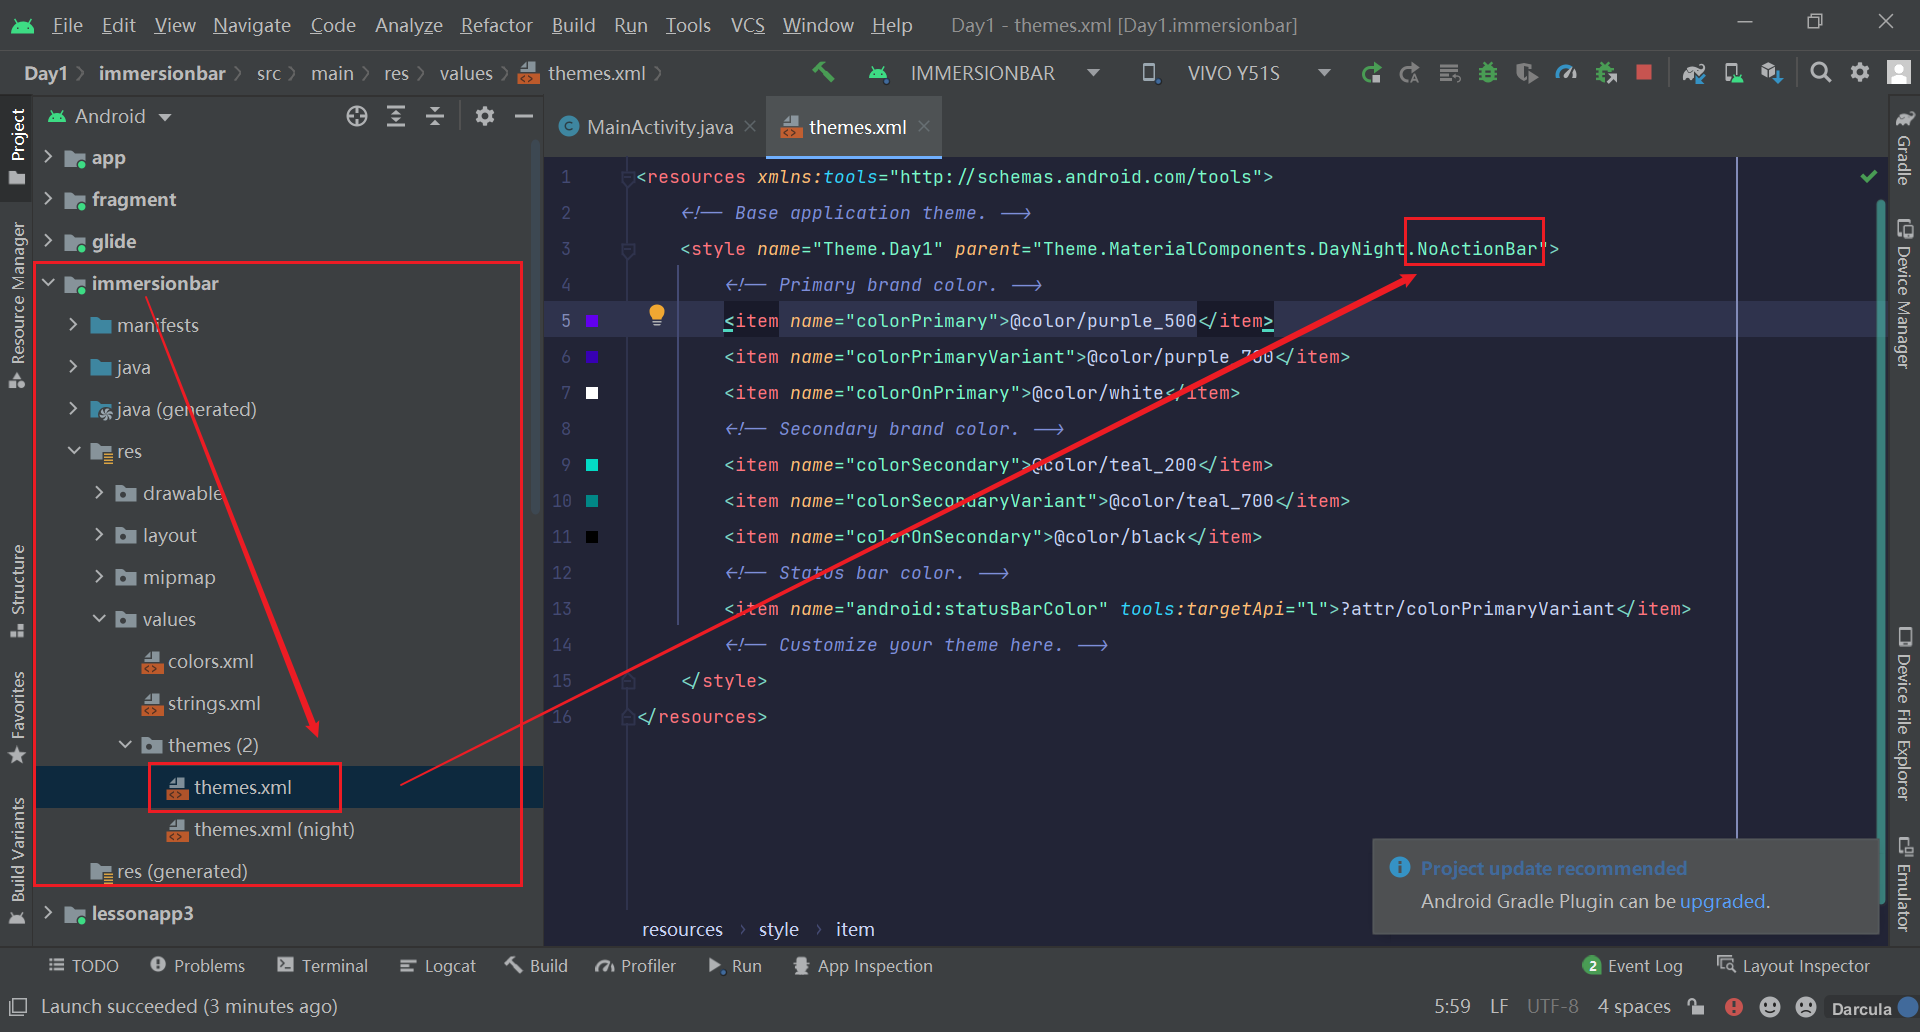 File Edit View Navigate Code Analyze Refactor Build Run Tools VCS Window Help Day1 - themes.xml [Day1.immersionbar]
Day1 immersionbar src main res values themes.xml IMMERSIONBAR VIVO Y51S
Android
MainActivity.java themes.xml
Project
Resource Manager
Structure
Favorites
Build Variants
app
fragment
glide
immersionbar
manifests
java
java (generated)
res
drawable
layout
mipmap
values
colors.xml
strings.xml
themes (2)
themes.xml
themes.xml (night)
res (generated)
lessonapp3
1 <resources xmlns:tools="http://schemas.android.com/tools">
2 <!-- Base application theme. -->
3 <style name="Theme.Day1" parent="Theme.MaterialComponents.DayNight.NoActionBar">
4 <!-- Primary brand color. -->
5 <item name="colorPrimary">@color/purple_500</item>
6 <item name="colorPrimaryVariant">@color/purple_700</item>
7 <item name="colorOnPrimary">@color/white</item>
8 <!-- Secondary brand color. -->
9 <item name="colorSecondary">@color/teal_200</item>
10 <item name="colorSecondaryVariant">@color/teal_700</item>
11 <item name="colorOnSecondary">@color/black</item>
12 <!-- Status bar color. -->
13 <item name="android:statusBarColor" tools:targetApi="l">?attr/colorPrimaryVariant</item>
14 <!-- Customize your theme here. -->
15 </style>
16 </resources>
Gradle
Device Manager
Device File Explorer
Emulator
Project update recommended
Android Gradle Plugin can be upgraded.
resources style item
TODO Problems Terminal Logcat Build Profiler Run App Inspection 2 Event Log Layout Inspector
Launch succeeded (3 minutes ago) 5:59 LF UTF-8 4 spaces Darcula